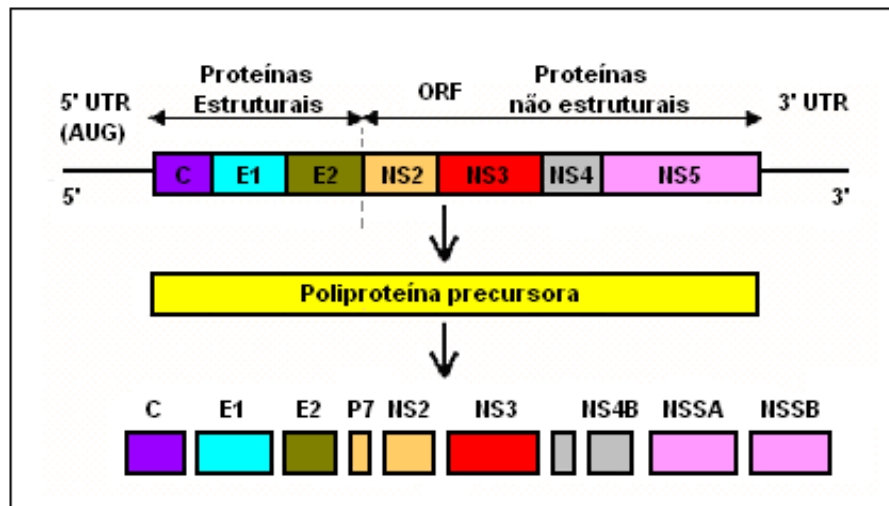 Proteínas
Estruturais
ORF
Proteínas
não estruturais
5' UTR
(AUG)
3' UTR
C E1 E2 NS2 NS3 NS4 NS5
5' 3'
Poliproteína precursora
C E1 E2 P7 NS2 NS3 NS4B NSSA NSSB